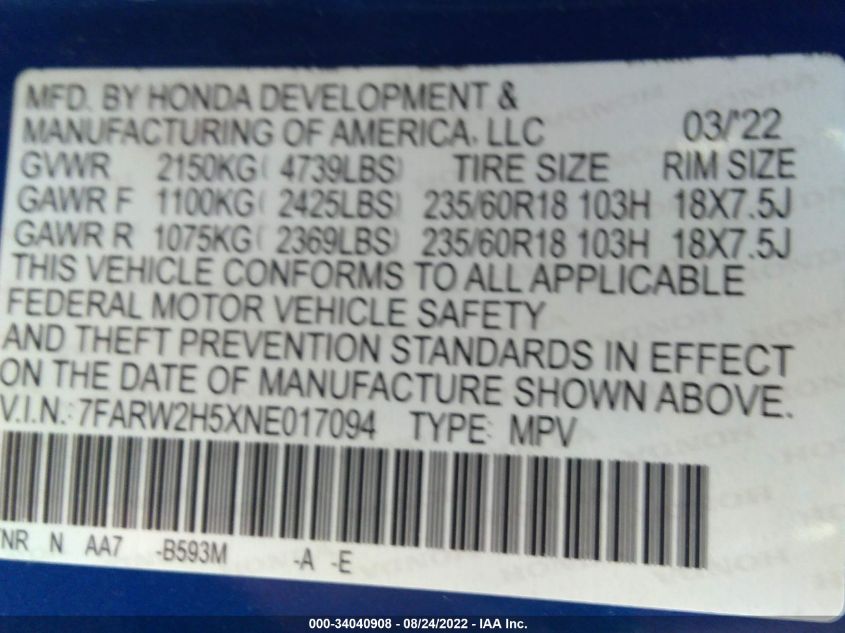 MFD. BY HONDA DEVELOPMENT &
MANUFACTURING OF AMERICA, LLC 03/'22
GVWR 2150KG( 4739LBS) TIRE SIZE RIM SIZE
GAWR F 1100KG( 2425LBS) 235/60R18 103H 18X7.5J
GAWR R 1075KG( 2369LBS) 235/60R18 103H 18X7.5J
THIS VEHICLE CONFORMS TO ALL APPLICABLE
FEDERAL MOTOR VEHICLE SAFETY
AND THEFT PREVENTION STANDARDS IN EFFECT
ON THE DATE OF MANUFACTURE SHOWN ABOVE.
V.I.N.: 7FARW2H5XNE017094 TYPE: MPV
N AA7 -B593M -A -E
000-34040908 - 08/24/2022 - IAA Inc.